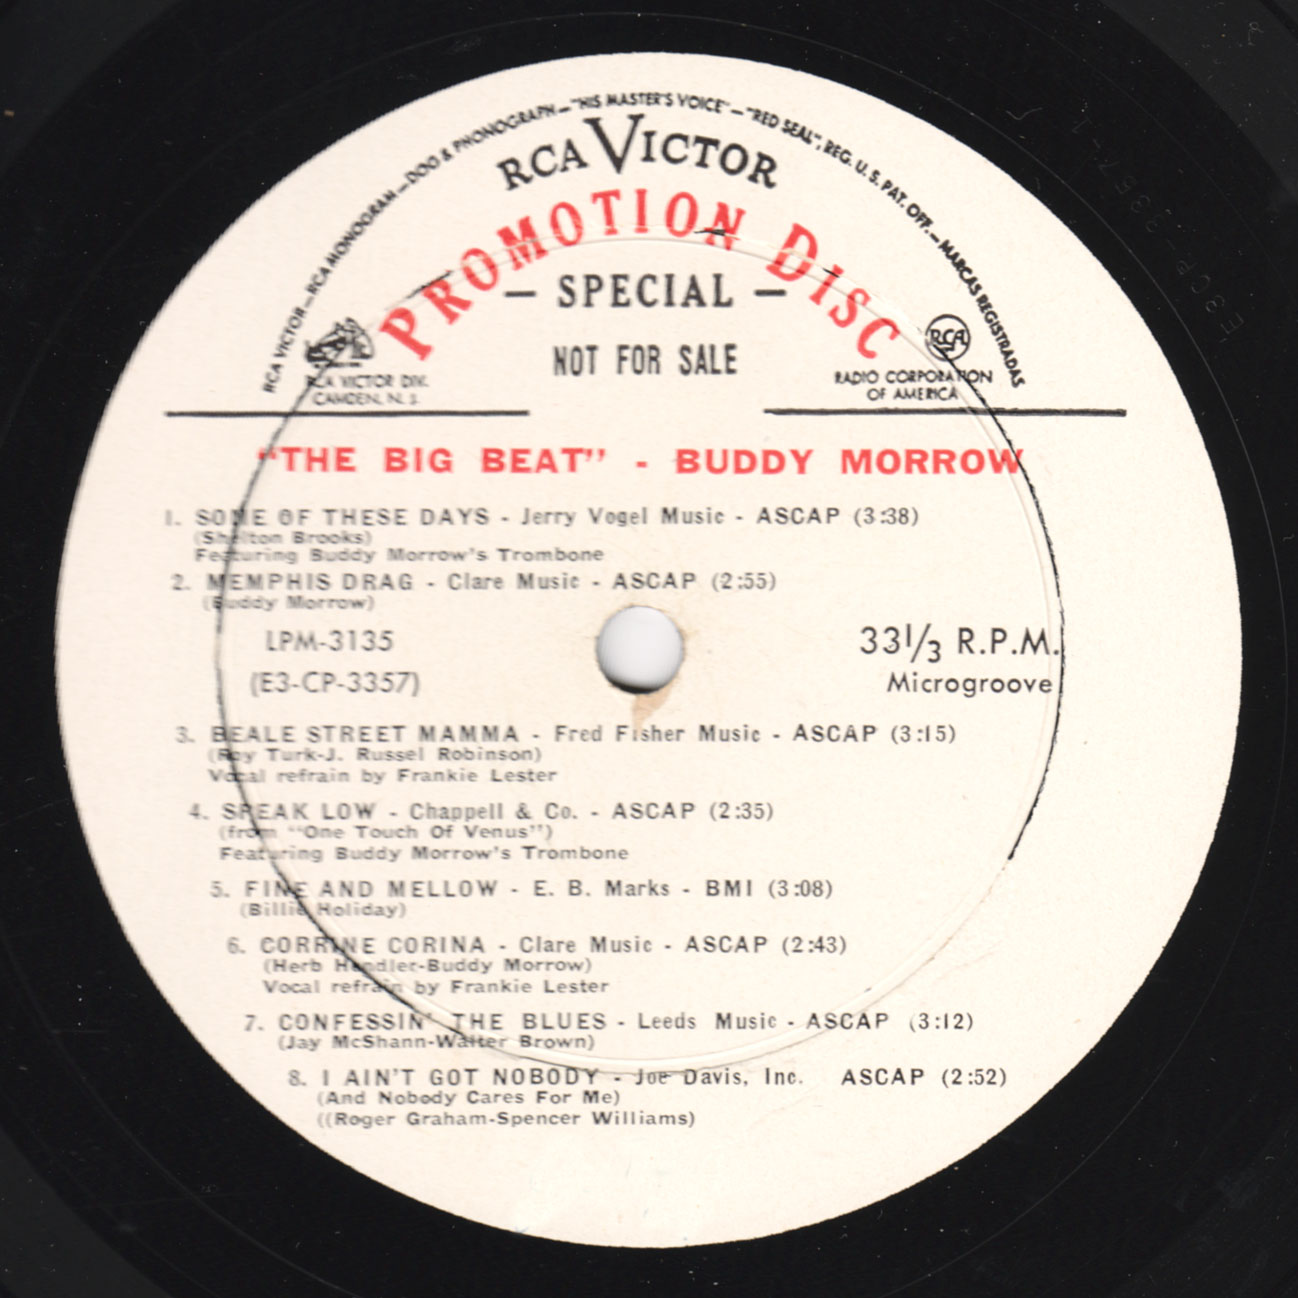 RCA VICTOR—RCA MONOGRAM—DOG & PHONOGRAPH—"HIS MASTER'S VOICE"—"RED SEAL", REG. U. S. PAT. OFF.—MARCAS REGISTRADAS
RCA VICTOR
PROMOTION DISC
— SPECIAL —
NOT FOR SALE
RCA VICTOR DIV.
CAMDEN, N. J.
RCA
RADIO CORPORATION
OF AMERICA
"THE BIG BEAT" - BUDDY MORROW
1. SOME OF THESE DAYS - Jerry Vogel Music - ASCAP (3:38)
(Shelton Brooks)
Featuring Buddy Morrow's Trombone
2. MEMPHIS DRAG - Clare Music - ASCAP (2:55)
(Buddy Morrow)
LPM-3135
(E3-CP-3357)
33 1/3 R.P.M.
Microgroove
3. BEALE STREET MAMMA - Fred Fisher Music - ASCAP (3:15)
(Roy Turk-J. Russel Robinson)
Vocal refrain by Frankie Lester
4. SPEAK LOW - Chappell & Co. - ASCAP (2:35)
(from "One Touch Of Venus")
Featuring Buddy Morrow's Trombone
5. FINE AND MELLOW - E. B. Marks - BMI (3:08)
(Billie Holiday)
6. CORRINE CORINA - Clare Music - ASCAP (2:43)
(Herb Hendler-Buddy Morrow)
Vocal refrain by Frankie Lester
7. CONFESSIN' THE BLUES - Leeds Music - ASCAP (3:12)
(Jay McShann-Walter Brown)
8. I AIN'T GOT NOBODY - Joe Davis, Inc. ASCAP (2:52)
(And Nobody Cares For Me)
((Roger Graham-Spencer Williams)
E3CP-3357-1